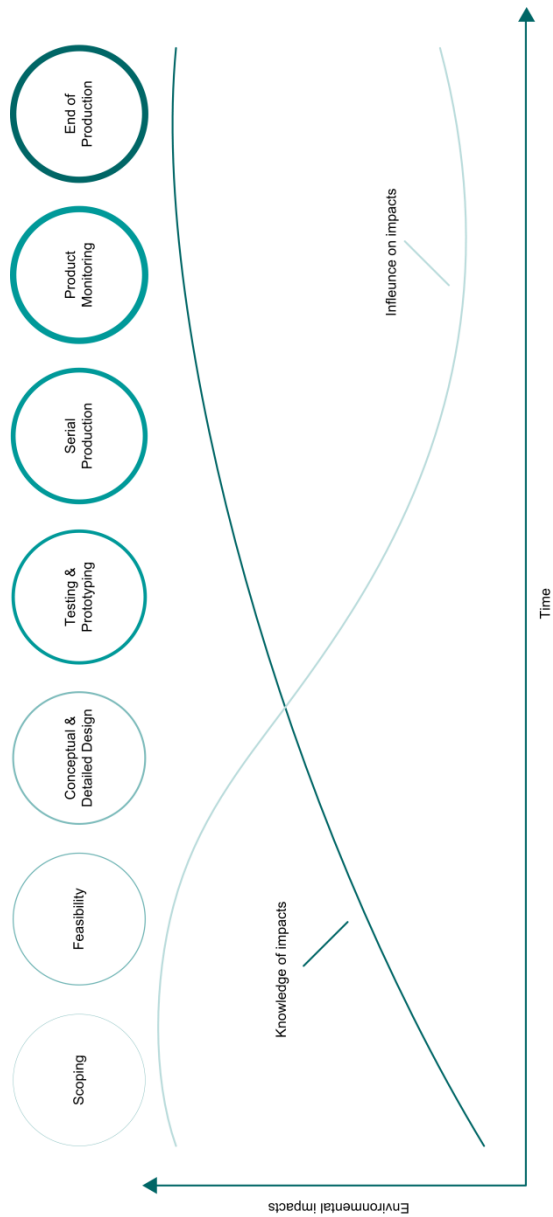 Scoping
Feasibility
Conceptual &
Detailed Design
Testing &
Prototyping
Serial
Production
Product
Monitoring
End of
Production
Knowledge of impacts
Infleunce on impacts
Environmental impacts
Time